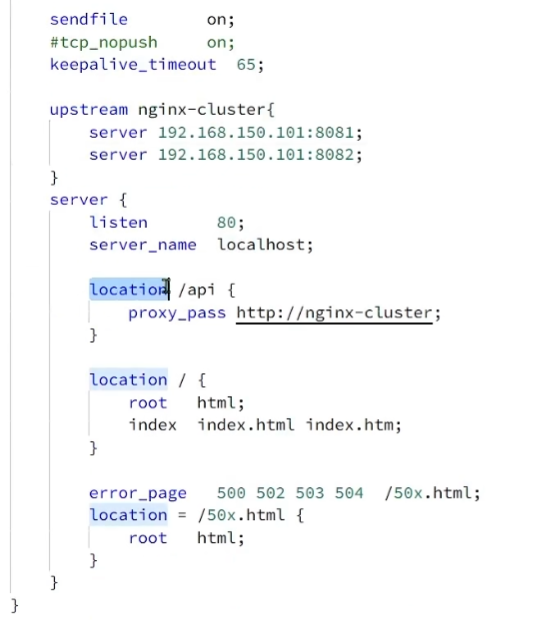 sendfile on;
#tcp_nopush on;
keepalive_timeout 65;
upstream nginx-cluster{
server 192.168.150.101:8081;
server 192.168.150.101:8082;
}
server {
listen 80;
server_name localhost;
location /api {
proxy_pass http://nginx-cluster;
}
location / {
root html;
index index.html index.htm;
}
error_page 500 502 503 504 /50x.html;
location = /50x.html {
root html;
}
}
}